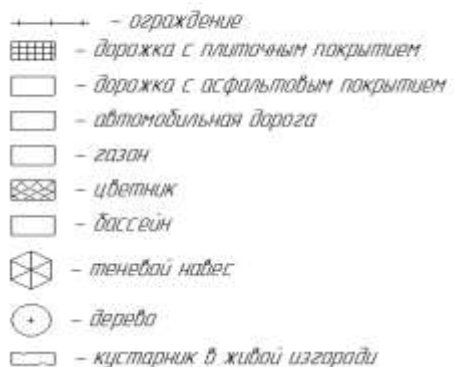 - ограждение
- дорожка с плиточным покрытием
- дорожка с асфальтовым покрытием
- автомобильная дорога
- газон
- цветник
- бассейн
- теневой навес
- дерево
- кустарник в живой изгороди